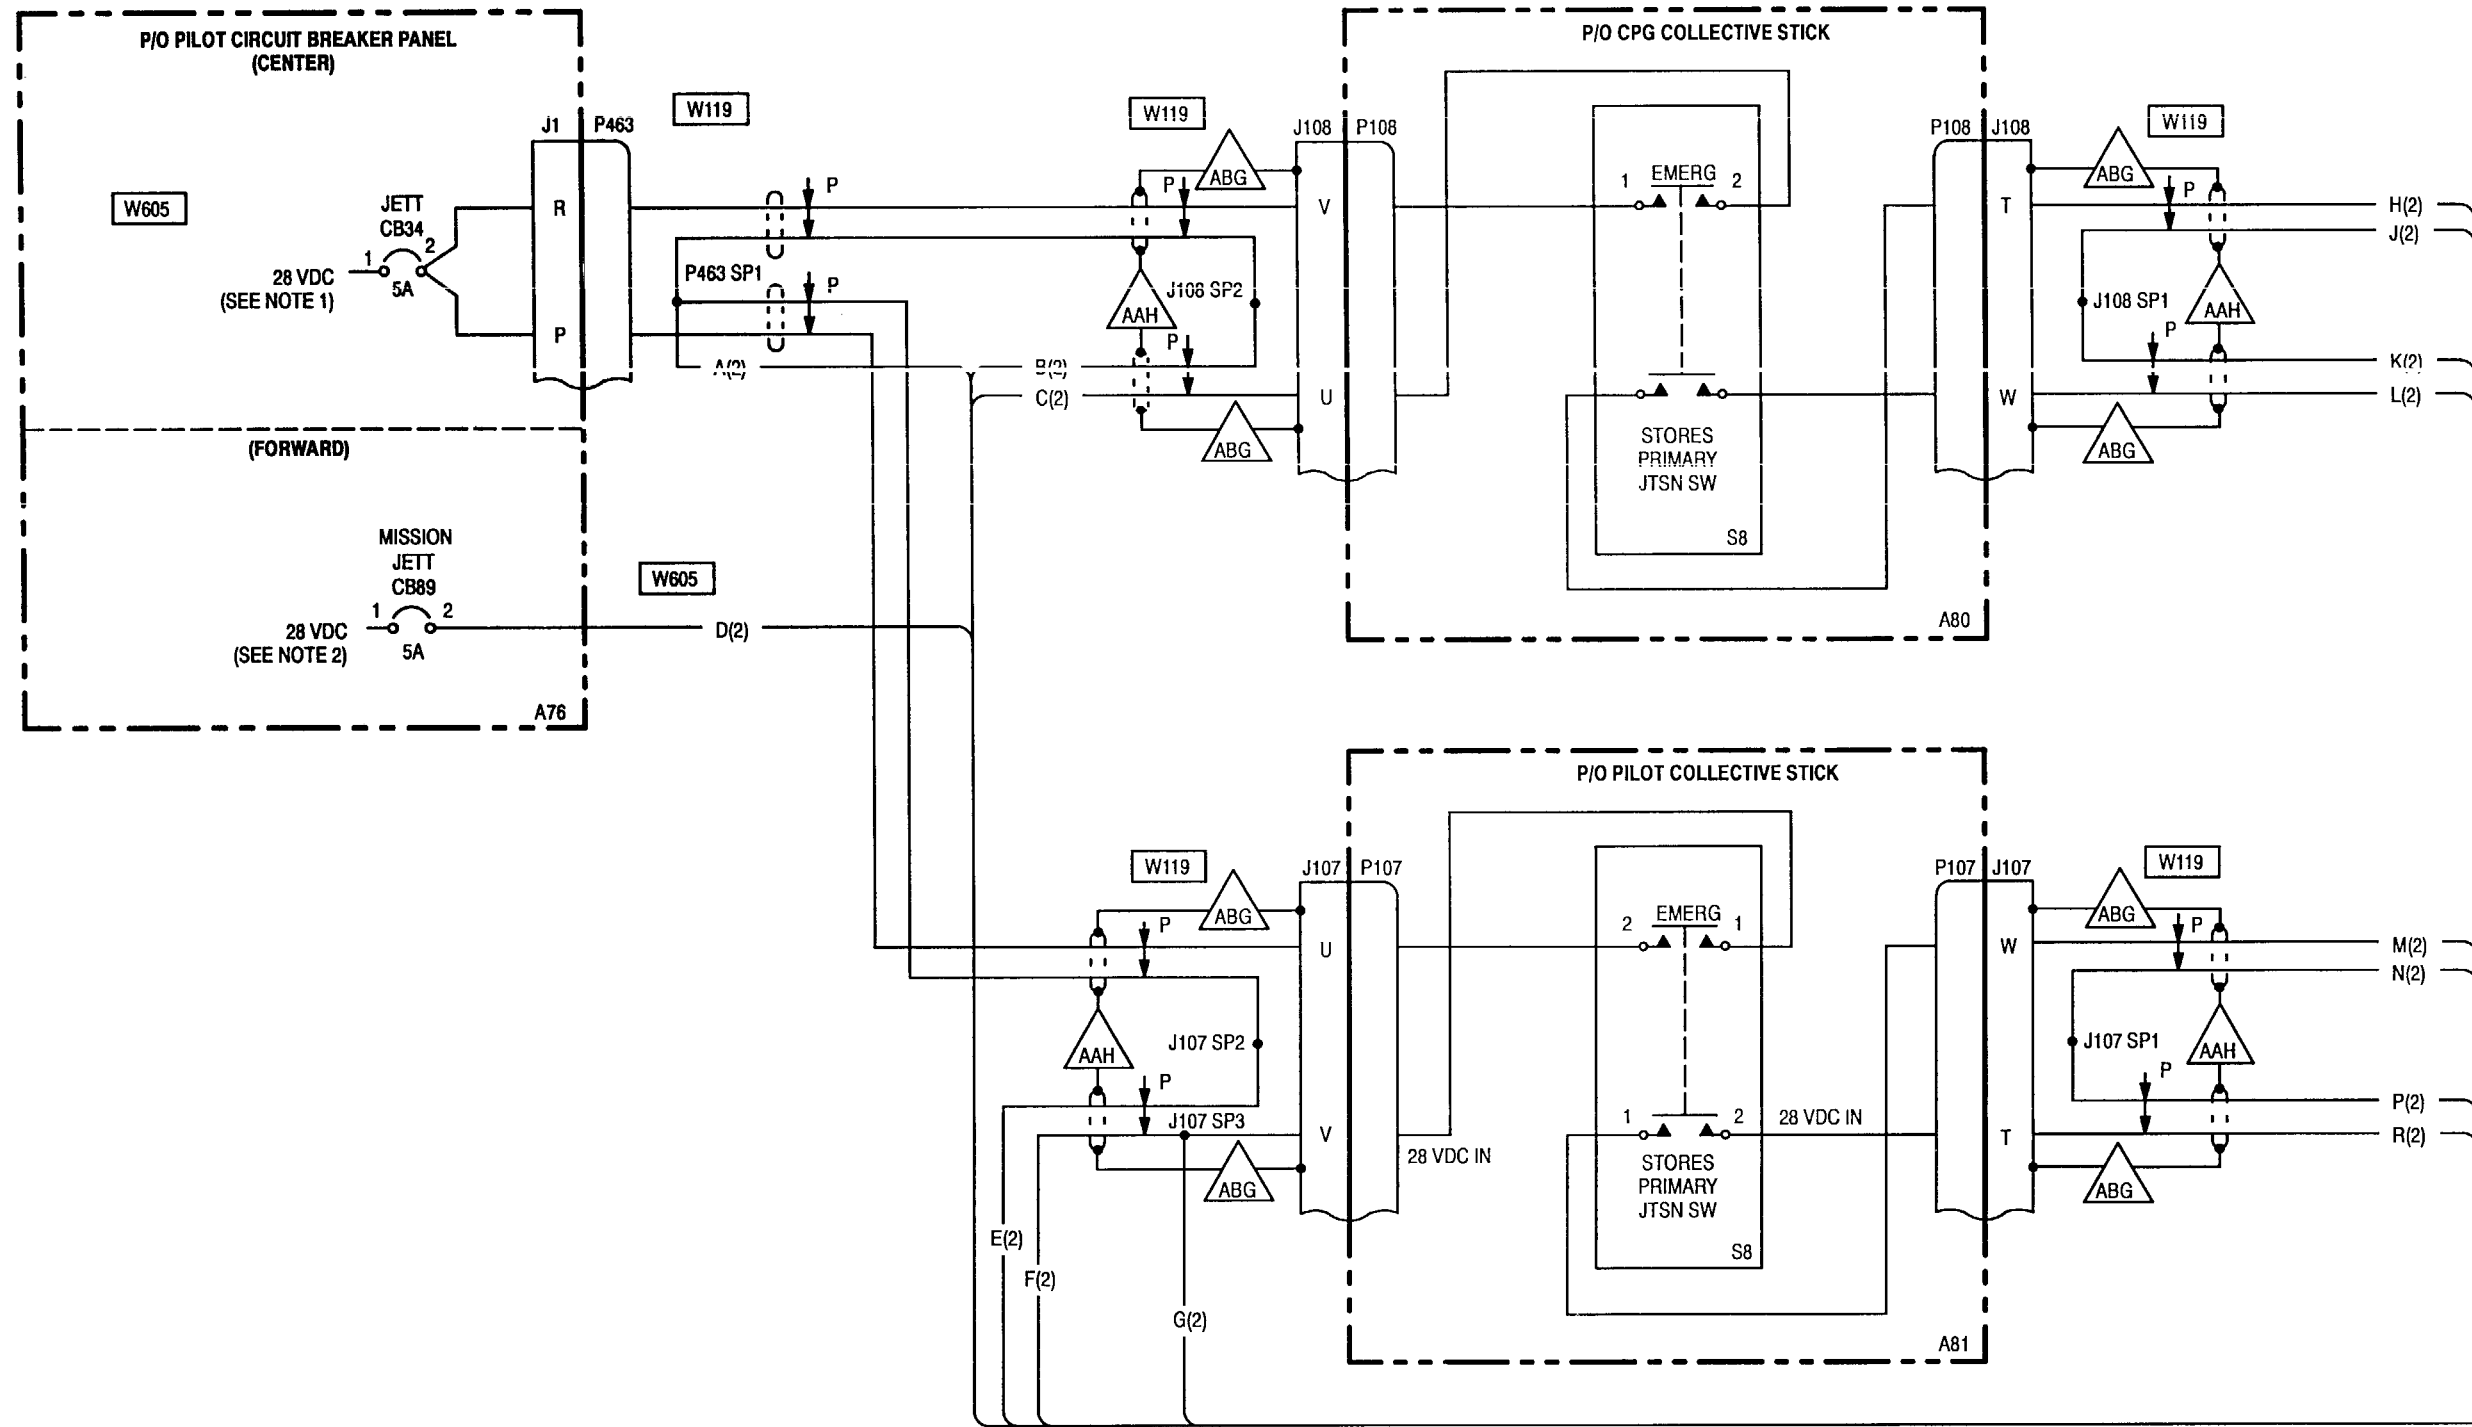 P/O PILOT CIRCUIT BREAKER PANEL
(CENTER)
W605
JETT
CB34
1
2
28 VDC
(SEE NOTE 1)
5A
J1
P463
R
P
W119
P
P463 SP1
P
A(2)
(FORWARD)
MISSION
JETT
CB89
1
2
28 VDC
(SEE NOTE 2)
5A
A76
W605
D(2)
W119
ABG
P
AAH
J108 SP2
P
B(2)
C(2)
ABG
J108
P108
V
U
P/O CPG COLLECTIVE STICK
1
EMERG
2
STORES
PRIMARY
JTSN SW
S8
A80
P108
J108
T
W
W119
ABG
P
H(2)
J(2)
J108 SP1
AAH
P
K(2)
L(2)
ABG
W119
ABG
P
AAH
J107 SP2
P
J107 SP3
ABG
E(2)
F(2)
G(2)
J107
P107
U
V
P/O PILOT COLLECTIVE STICK
2
EMERG
1
1
2
28 VDC IN
28 VDC IN
STORES
PRIMARY
JTSN SW
S8
A81
P107
J107
W
T
W119
ABG
P
M(2)
N(2)
J107 SP1
AAH
P
P(2)
R(2)
ABG